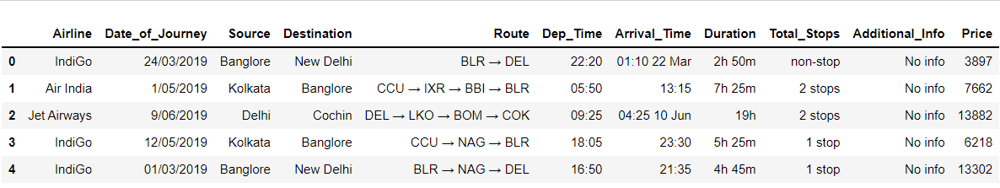 Airline Date_of_Journey Source Destination Route Dep_Time Arrival_Time Duration Total_Stops Additional_Info Price
0 IndiGo 24/03/2019 Banglore New Delhi BLR → DEL 22:20 01:10 22 Mar 2h 50m non-stop No info 3897
1 Air India 1/05/2019 Kolkata Banglore CCU → IXR → BBI → BLR 05:50 13:15 7h 25m 2 stops No info 7662
2 Jet Airways 9/06/2019 Delhi Cochin DEL → LKO → BOM → COK 09:25 04:25 10 Jun 19h 2 stops No info 13882
3 IndiGo 12/05/2019 Kolkata Banglore CCU → NAG → BLR 18:05 23:30 5h 25m 1 stop No info 6218
4 IndiGo 01/03/2019 Banglore New Delhi BLR → NAG → DEL 16:50 21:35 4h 45m 1 stop No info 13302